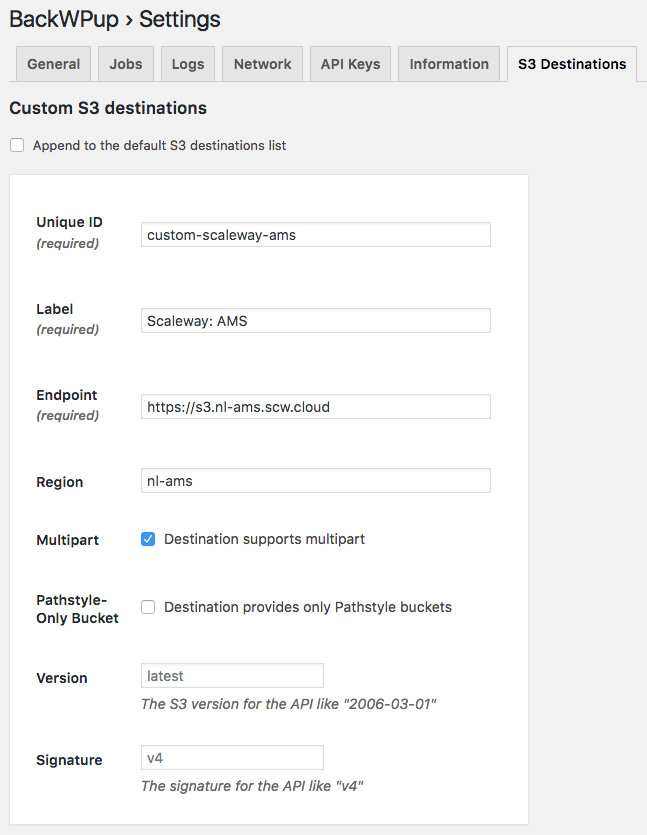 BackWPup › Settings
General Jobs Logs Network API Keys Information S3 Destinations
Custom S3 destinations
Append to the default S3 destinations list
Unique ID
(required)
custom-scaleway-ams
Label
(required)
Scaleway: AMS
Endpoint
(required)
https://s3.nl-ams.scw.cloud
Region
nl-ams
Multipart
Destination supports multipart
Pathstyle-
Only Bucket
Destination provides only Pathstyle buckets
Version
latest
The S3 version for the API like "2006-03-01"
Signature
v4
The signature for the API like "v4"